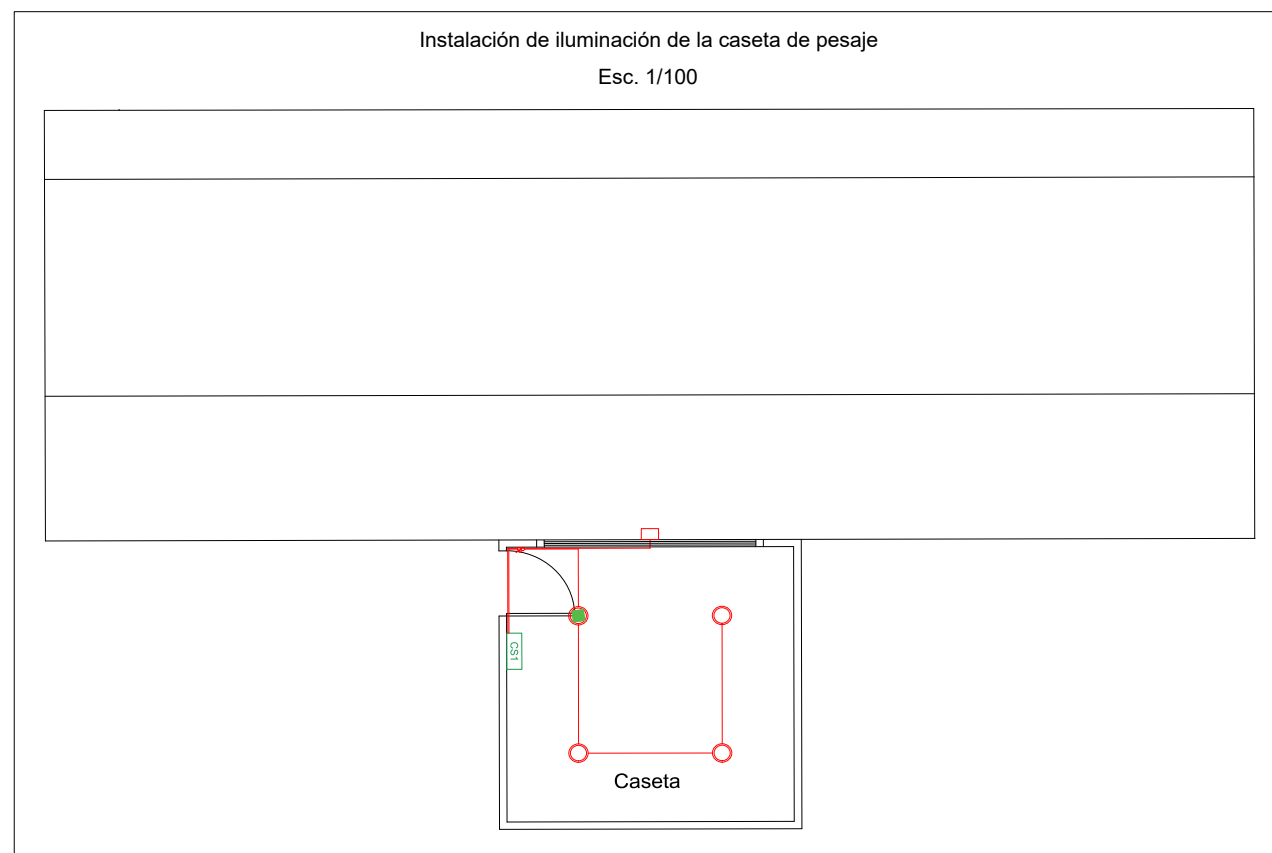 Instalación de iluminación de la caseta de pesaje
Esc. 1/100
CS1
Caseta